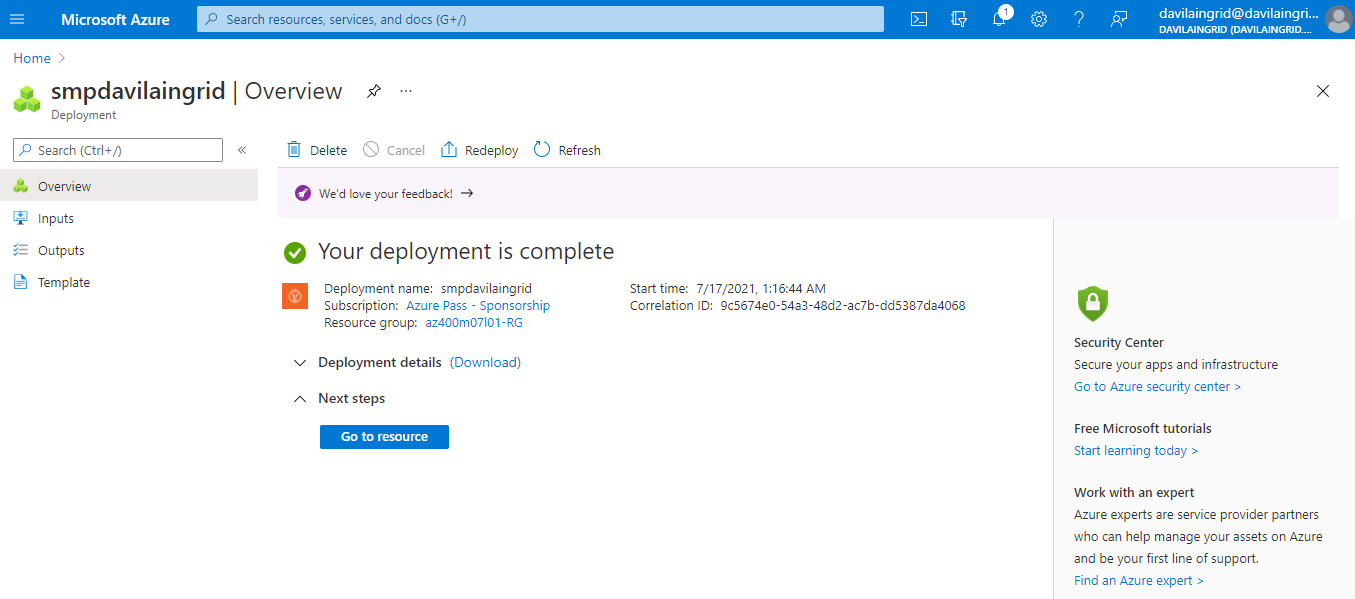 Microsoft Azure
Search resources, services, and docs (G+/)
1
davilaingrid@davilaingri...
DAVILAINGRID (DAVILAINGRID....
Home >
smpdavilaingrid | Overview
...
Deployment
Search (Ctrl+/)
«
Delete
Cancel
Redeploy
Refresh
Overview
Inputs
Outputs
Template
We'd love your feedback! →
Your deployment is complete
Deployment name: smpdavilaingrid
Subscription: Azure Pass - Sponsorship
Resource group: az400m07l01-RG
Start time: 7/17/2021, 1:16:44 AM
Correlation ID: 9c5674e0-54a3-48d2-ac7b-dd5387da4068
Deployment details (Download)
Next steps
Go to resource
Security Center
Secure your apps and infrastructure
Go to Azure security center >
Free Microsoft tutorials
Start learning today >
Work with an expert
Azure experts are service provider partners
who can help manage your assets on Azure
and be your first line of support.
Find an Azure expert >